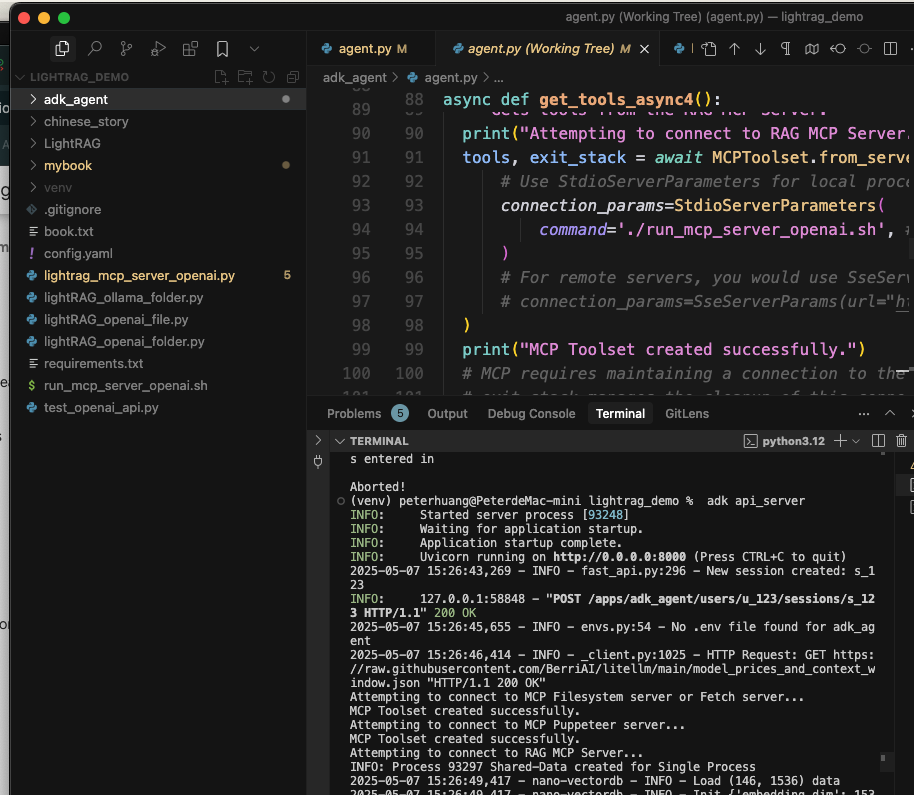 agent.py (Working Tree) (agent.py) — lightrag_demo
agent.py M
agent.py (Working Tree) M
LIGHTRAG_DEMO
adk_agent > agent.py > ...
adk_agent
chinese_story
LightRAG
mybook
venv
.gitignore
book.txt
config.yaml
lightrag_mcp_server_openai.py 5
lightRAG_ollama_folder.py
lightRAG_openai_file.py
lightRAG_openai_folder.py
requirements.txt
run_mcp_server_openai.sh
test_openai_api.py
88 async def get_tools_async4():
89 89 Gets tools from the RAG MCP Server.
90 90 print("Attempting to connect to RAG MCP Server.
91 91 tools, exit_stack = await MCPToolset.from_serve
92 92 # Use StdioServerParameters for local proce
93 93 connection_params=StdioServerParameters(
94 94 command='./run_mcp_server_openai.sh', #
95 95 )
96 96 # For remote servers, you would use SseServ
97 97 # connection_params=SseServerParams(url="ht
98 98 )
99 99 print("MCP Toolset created successfully.")
100 100 # MCP requires maintaining a connection to the
Problems 5 Output Debug Console Terminal GitLens
TERMINAL python3.12
s entered in
Aborted!
(venv) peterhuang@PeterdeMac-mini lightrag_demo % adk api_server
INFO: Started server process [93248]
INFO: Waiting for application startup.
INFO: Application startup complete.
INFO: Uvicorn running on http://0.0.0.0:8000 (Press CTRL+C to quit)
2025-05-07 15:26:43,269 - INFO - fast_api.py:296 - New session created: s_1
23
INFO: 127.0.0.1:58848 - "POST /apps/adk_agent/users/u_123/sessions/s_12
3 HTTP/1.1" 200 OK
2025-05-07 15:26:45,655 - INFO - envs.py:54 - No .env file found for adk_ag
ent
2025-05-07 15:26:46,414 - INFO - _client.py:1025 - HTTP Request: GET https:
//raw.githubusercontent.com/BerriAI/litellm/main/model_prices_and_context_w
indow.json "HTTP/1.1 200 OK"
Attempting to connect to MCP Filesystem server or Fetch server...
MCP Toolset created successfully.
Attempting to connect to MCP Puppeteer server...
MCP Toolset created successfully.
Attempting to connect to RAG MCP Server...
INFO: Process 93297 Shared-Data created for Single Process
2025-05-07 15:26:49,417 - nano-vectordb - INFO - Load (146, 1536) data
2025-05-07 15:26:49,417 - nano-vectordb - INFO - Init {'embedding_dim': 153